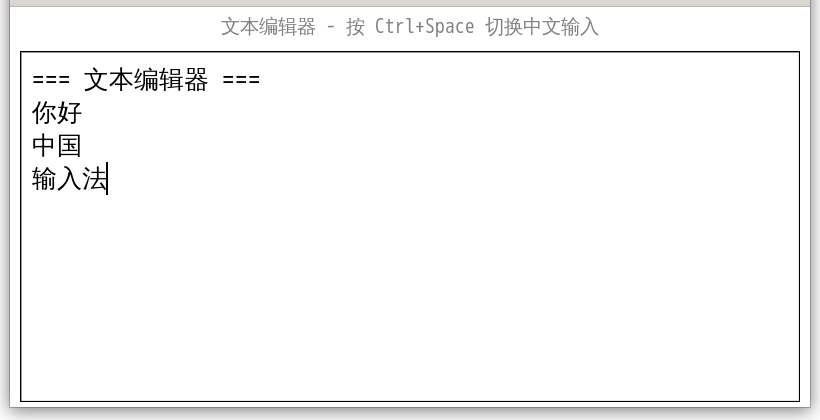 文本编辑器 - 按 Ctrl+Space 切换中文输入
=== 文本编辑器 ===
你好
中国
输入法